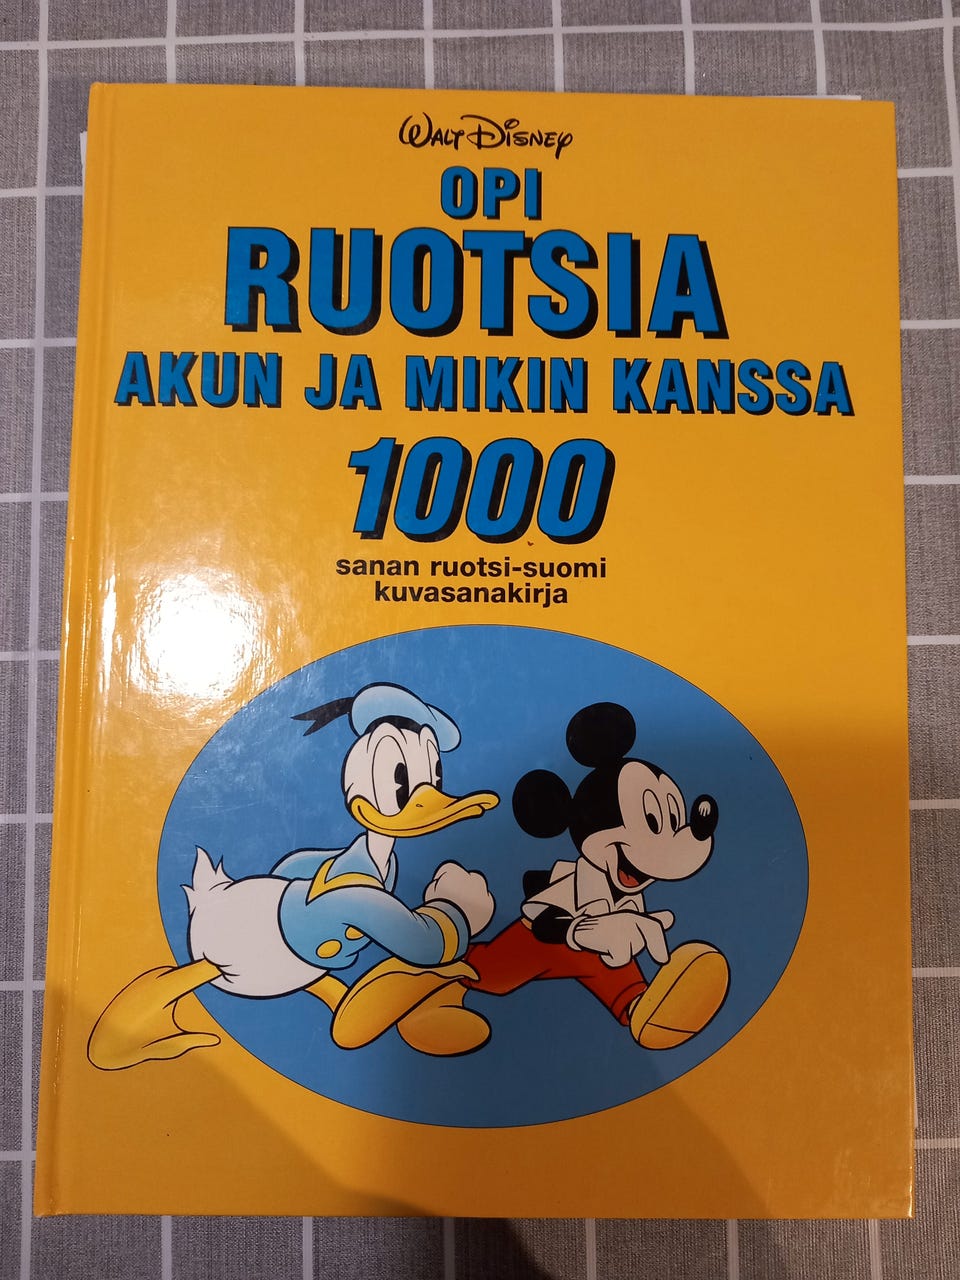 WALT DISNEY
OPI
RUOTSIA
AKUN JA MIKIN KANSSA
1000
sanan ruotsi-suomi
kuvasanakirja